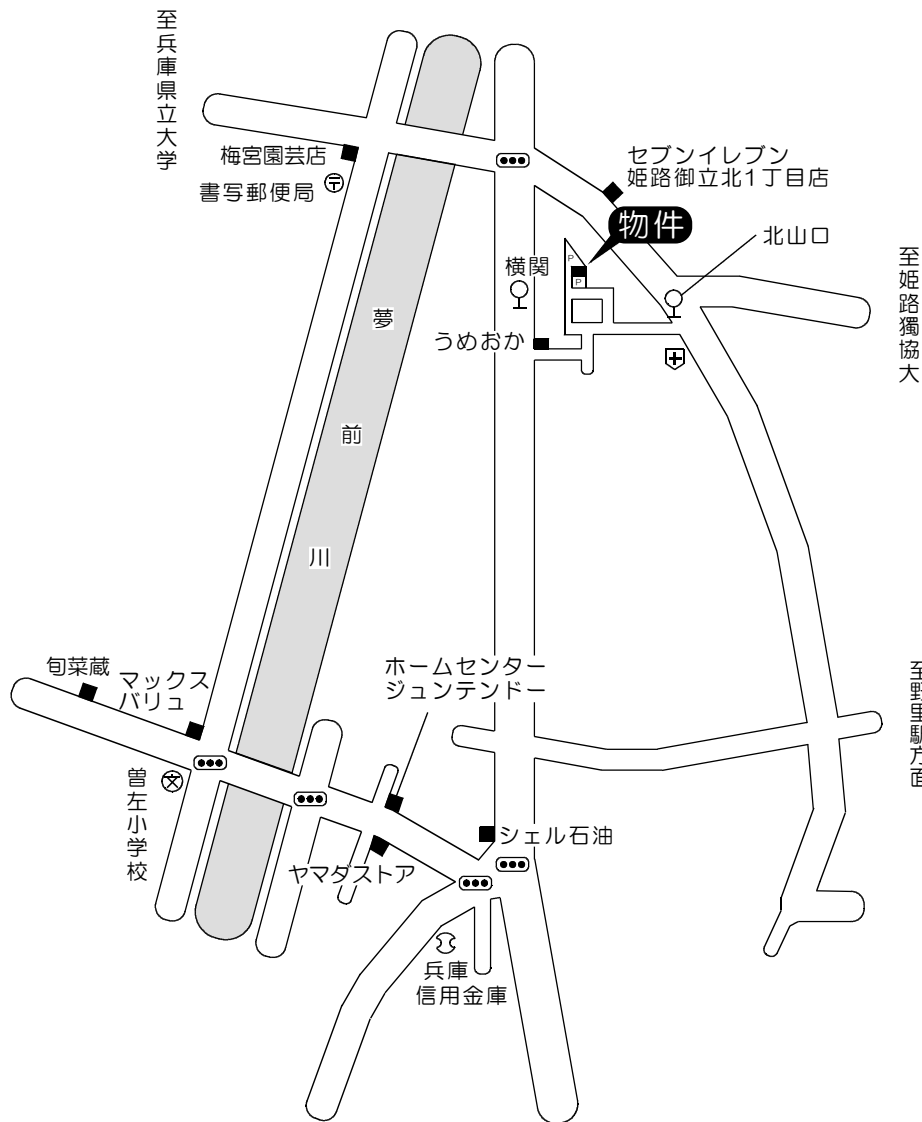 至兵庫県立大学
梅宮園芸店
書写郵便局
〒
セブンイレブン
姫路御立北1丁目店
物件
北山口
P
P
横関
至姫路獨協大
うめおか
夢前川
旬菜蔵
マックス
バリュ
ホームセンター
ジュンテンドー
至野里駅方面
曽左小学校
文
シェル石油
ヤマダストア
兵庫
信用金庫